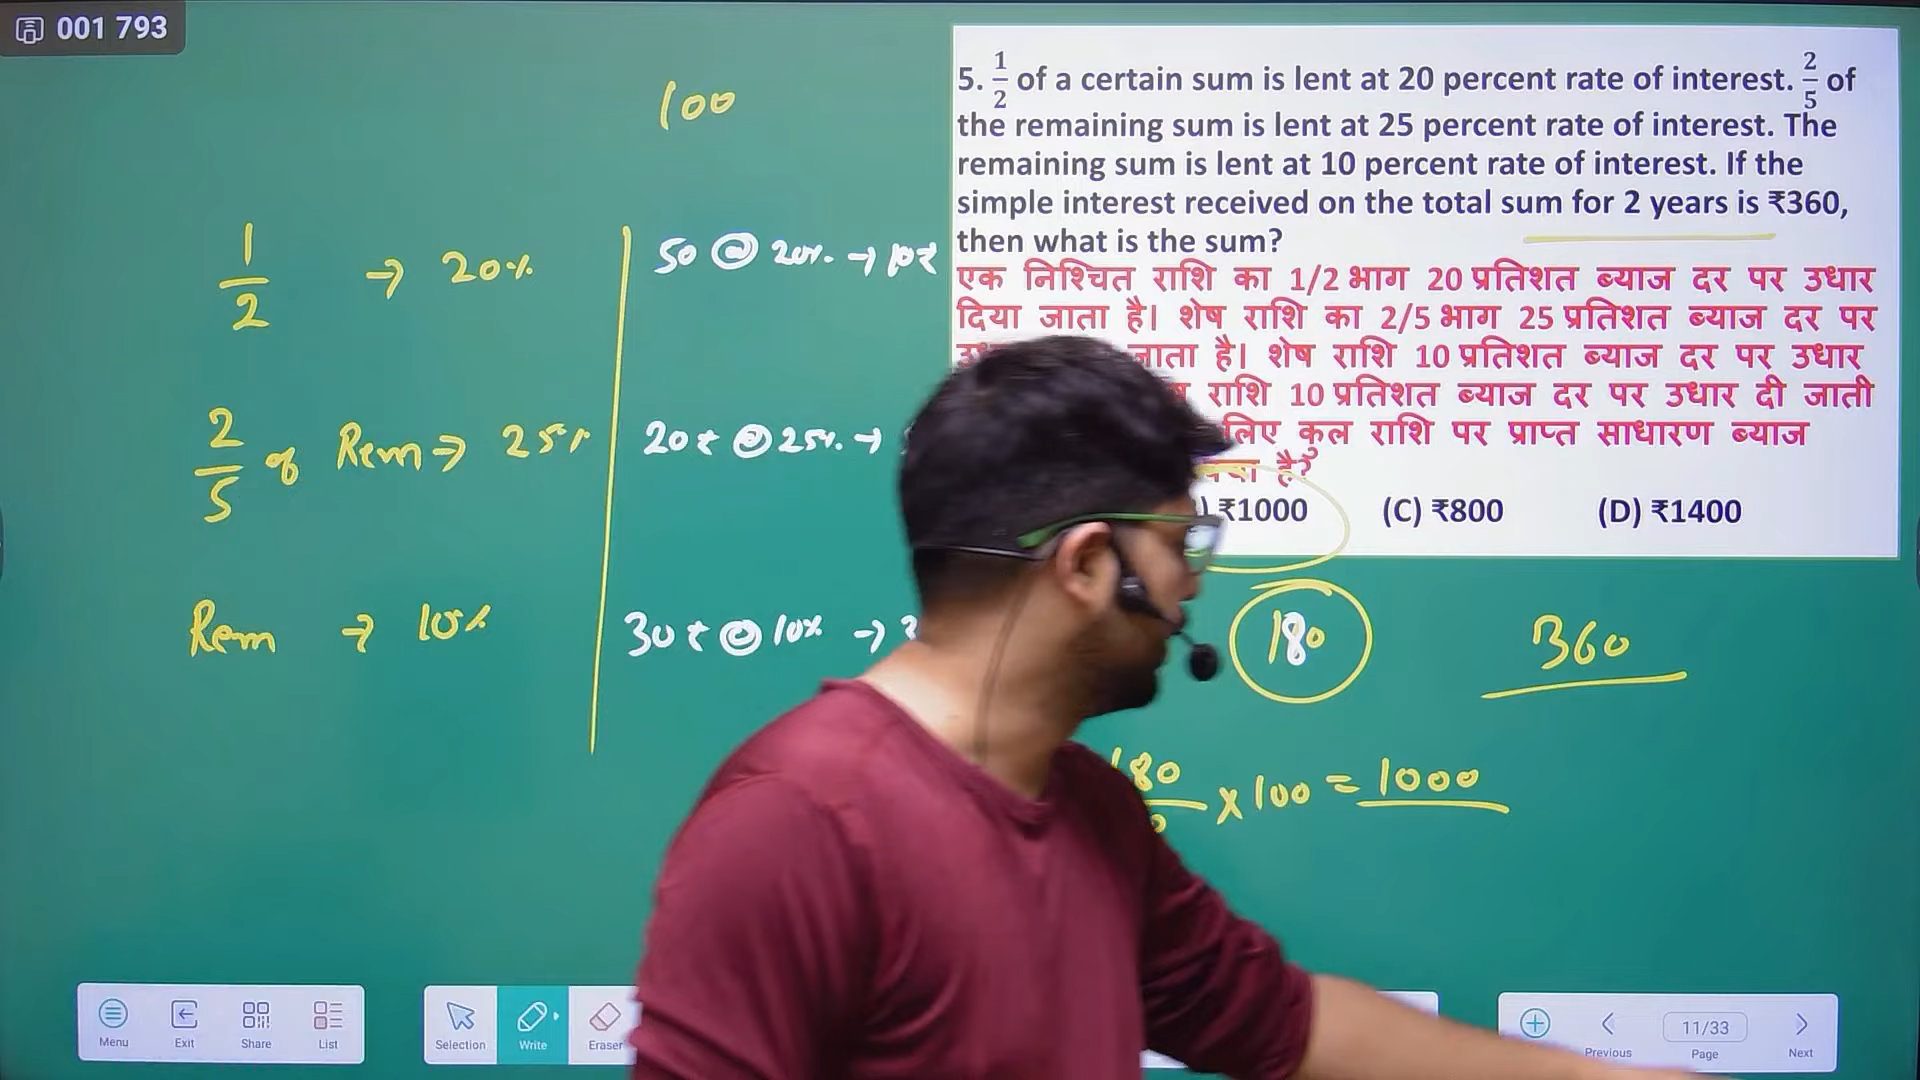 001 793
100
5. 1/2 of a certain sum is lent at 20 percent rate of interest. 2/5 of
the remaining sum is lent at 25 percent rate of interest. The
remaining sum is lent at 10 percent rate of interest. If the
simple interest received on the total sum for 2 years is ₹360,
then what is the sum?
एक निश्चित राशि का 1/2 भाग 20 प्रतिशत ब्याज दर पर उधार
दिया जाता है। शेष राशि का 2/5 भाग 25 प्रतिशत ब्याज दर पर
जाता है। शेष राशि 10 प्रतिशत ब्याज दर पर उधार
राशि 10 प्रतिशत ब्याज दर पर उधार दी जाती
लिए कुल राशि पर प्राप्त साधारण ब्याज
है?
₹1000 (C) ₹800 (D) ₹1400
1/2 → 20%
2/5 of Rem → 25%
Rem → 10%
50 @ 20% → 10₹
20₹ @ 25% →
30₹ @ 10% →
180
360
180
x 100 = 1000
Menu
Exit
Share
List
Selection
Write
Eraser
Previous
11/33
Page
Next